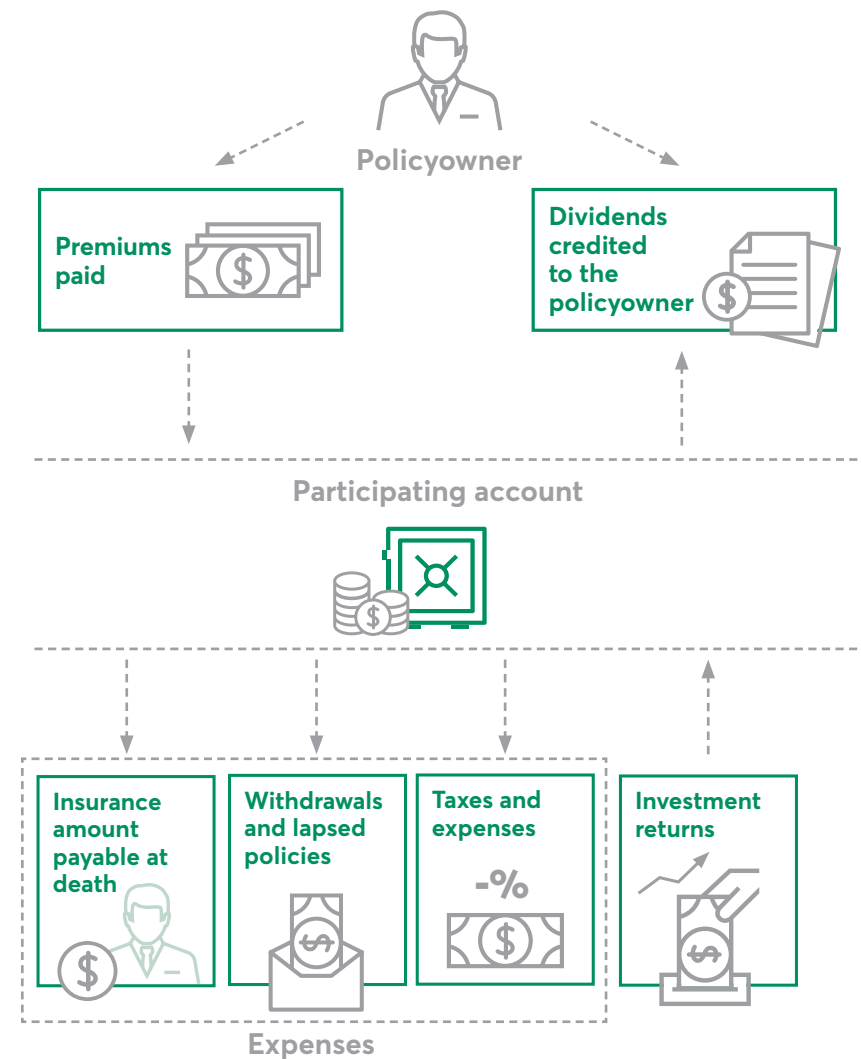 Policyowner
Premiums
paid
$
Dividends
credited
to the
policyowner
$
Participating account
$
Insurance
amount
payable at
death
$
Withdrawals
and lapsed
policies
$
Taxes and
expenses
-%
$
Investment
returns
$
Expenses